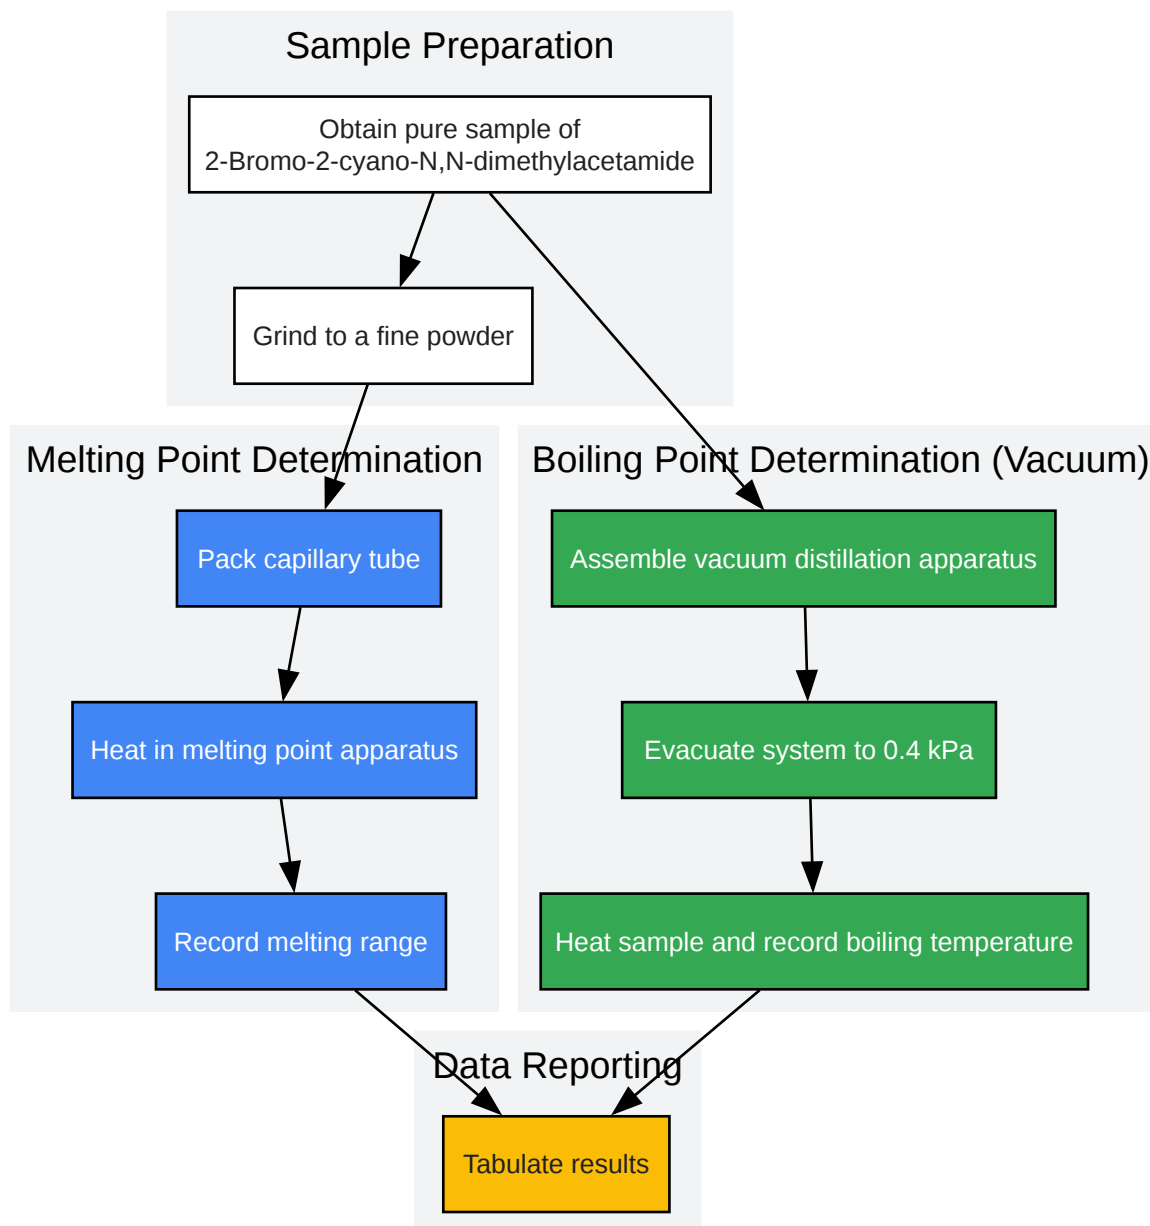 Sample Preparation
Obtain pure sample of
2-Bromo-2-cyano-N,N-dimethylacetamide
Grind to a fine powder
Melting Point Determination
Pack capillary tube
Heat in melting point apparatus
Record melting range
Boiling Point Determination (Vacuum)
Assemble vacuum distillation apparatus
Evacuate system to 0.4 kPa
Heat sample and record boiling temperature
Data Reporting
Tabulate results